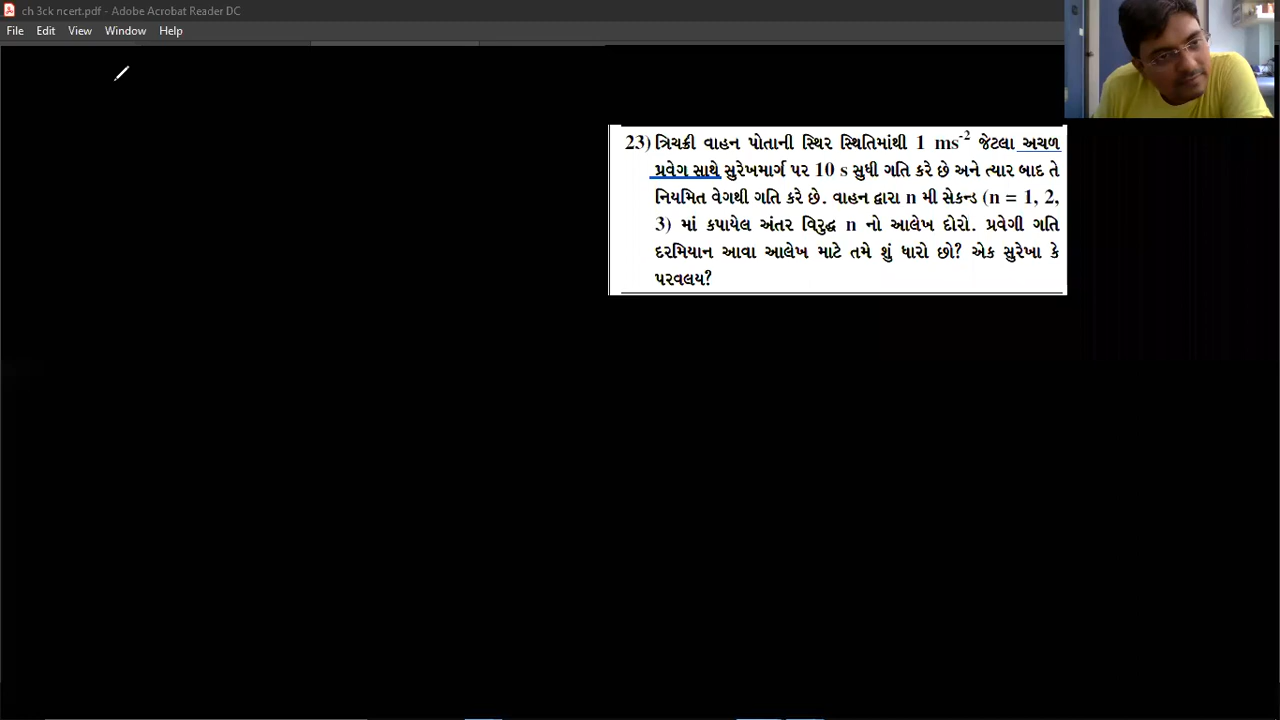 ch 3ck ncert.pdf - Adobe Acrobat Reader DC
File Edit View Window Help
23) ત્રિચક્રી વાહન પોતાની સ્થિર સ્થિતિમાંથી 1 ms-2 જેટલા અચળ
પ્રવેગ સાથે સુરેખમાર્ગ પર 10 s સુધી ગતિ કરે છે અને ત્યાર બાદ તે
નિયમિત વેગથી ગતિ કરે છે. વાહન દ્વારા n મી સેકન્ડ (n = 1, 2,
3) માં કપાયેલ અંતર વિરુદ્ધ n નો આલેખ દોરો. પ્રવેગી ગતિ
દરમિયાન આવા આલેખ માટે તમે શું ધારો છો? એક સુરેખા કે
પરવલય?